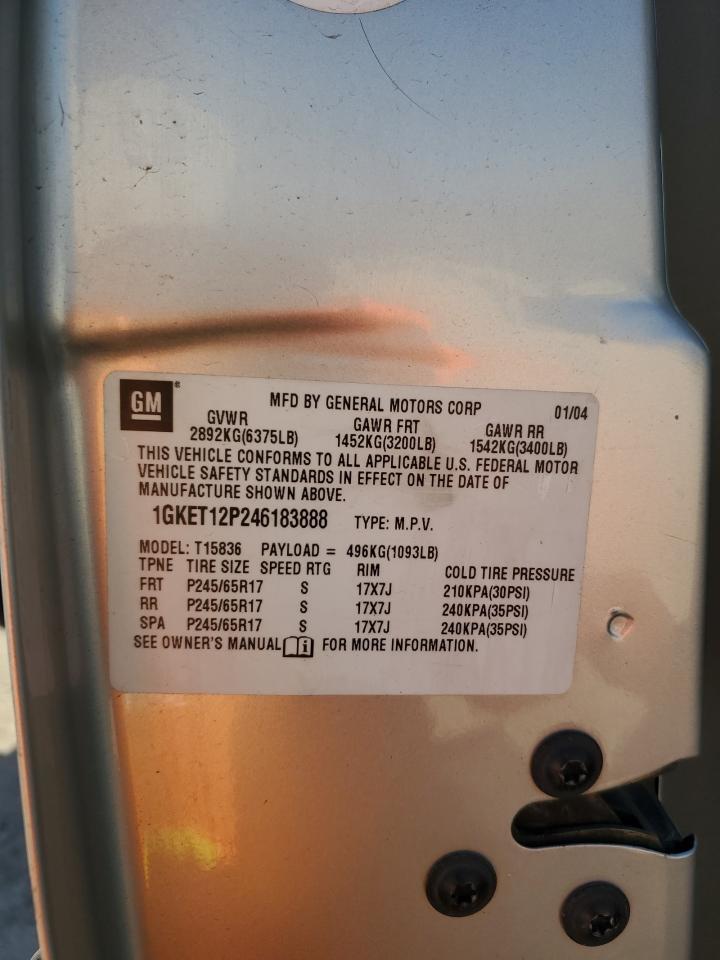 GM ®
MFD BY GENERAL MOTORS CORP 01/04
GVWR GAWR FRT GAWR RR
2892KG(6375LB) 1452KG(3200LB) 1542KG(3400LB)
THIS VEHICLE CONFORMS TO ALL APPLICABLE U.S. FEDERAL MOTOR
VEHICLE SAFETY STANDARDS IN EFFECT ON THE DATE OF
MANUFACTURE SHOWN ABOVE.
1GKET12P246183888 TYPE: M.P.V.
MODEL: T15836 PAYLOAD = 496KG(1093LB)
TPNE TIRE SIZE SPEED RTG RIM COLD TIRE PRESSURE
FRT P245/65R17 S 17X7J 210KPA(30PSI)
RR P245/65R17 S 17X7J 240KPA(35PSI)
SPA P245/65R17 S 17X7J 240KPA(35PSI)
SEE OWNER'S MANUAL i FOR MORE INFORMATION.